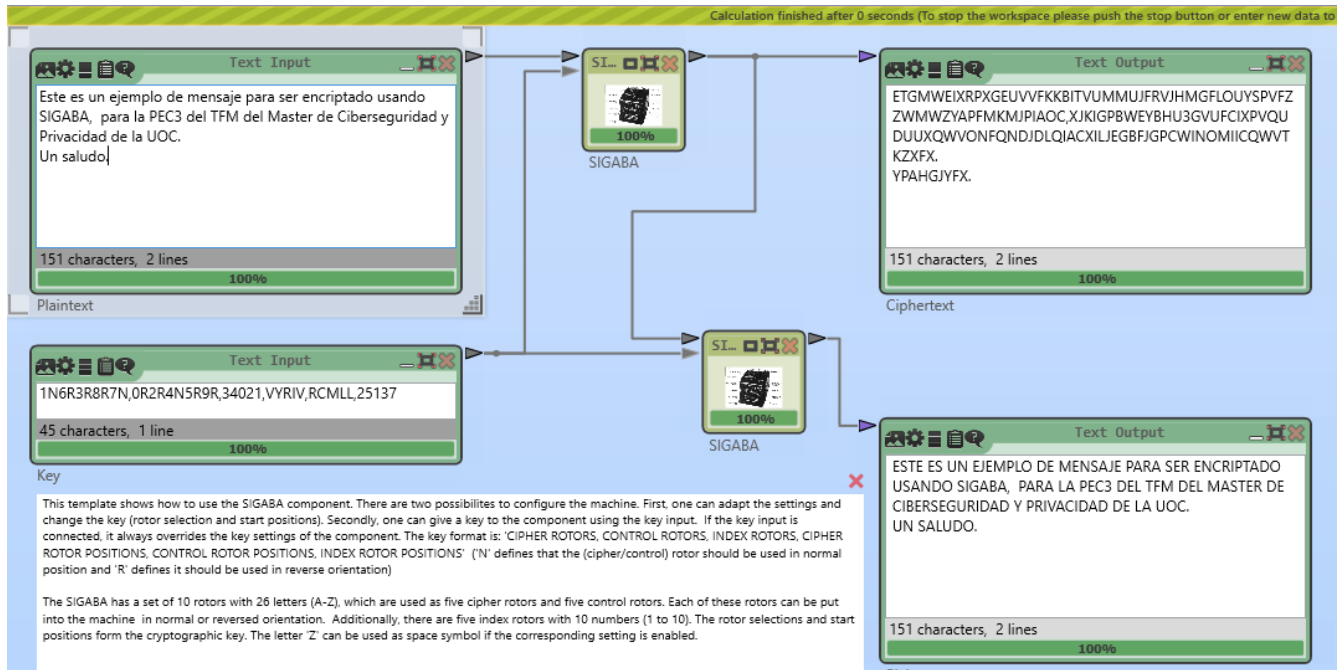 Calculation finished after 0 seconds (To stop the workspace please push the stop button or enter new data to
Text Input
Este es un ejemplo de mensaje para ser encriptado usando
SIGABA,  para la PEC3 del TFM del Master de Ciberseguridad y
Privacidad de la UOC.
Un saludo.
151 characters,  2 lines
100%
Plaintext
SI...
100%
SIGABA
Text Output
ETGMWEIXRPXGEUVVFKKBITVUMMUJFRVJHMGFLOUYSPVFZ
ZWMWZYAPFMKMJPIAOC,XJKIGPBWEYBHU3GVUFCIXPVQU
DUUXQWVONFQNDJDLQIACXILJEGBFJGPCWINOMIICQWVT
KZXFX.
YPAHGJYFX.
151 characters,  2 lines
100%
Ciphertext
Text Input
1N6R3R8R7N,0R2R4N5R9R,34021,VYRIV,RCMLL,25137
45 characters,  1 line
100%
Key
SI...
100%
SIGABA
Text Output
ESTE ES UN EJEMPLO DE MENSAJE PARA SER ENCRIPTADO
USANDO SIGABA,  PARA LA PEC3 DEL TFM DEL MASTER DE
CIBERSEGURIDAD Y PRIVACIDAD DE LA UOC.
UN SALUDO.
151 characters,  2 lines
100%
This template shows how to use the SIGABA component. There are two possibilites to configure the machine. First, one can adapt the settings and
change the key (rotor selection and start positions). Secondly, one can give a key to the component using the key input.  If the key input is
connected, it always overrides the key settings of the component. The key format is: 'CIPHER ROTORS, CONTROL ROTORS, INDEX ROTORS, CIPHER
ROTOR POSITIONS, CONTROL ROTOR POSITIONS, INDEX ROTOR POSITIONS'  ('N' defines that the (cipher/control) rotor should be used in normal
position and 'R' defines it should be used in reverse orientation)
The SIGABA has a set of 10 rotors with 26 letters (A-Z), which are used as five cipher rotors and five control rotors. Each of these rotors can be put
into the machine  in normal or reversed orientation.  Additionally, there are five index rotors with 10 numbers (1 to 10). The rotor selections and start
positions form the cryptographic key. The letter 'Z' can be used as space symbol if the corresponding setting is enabled.